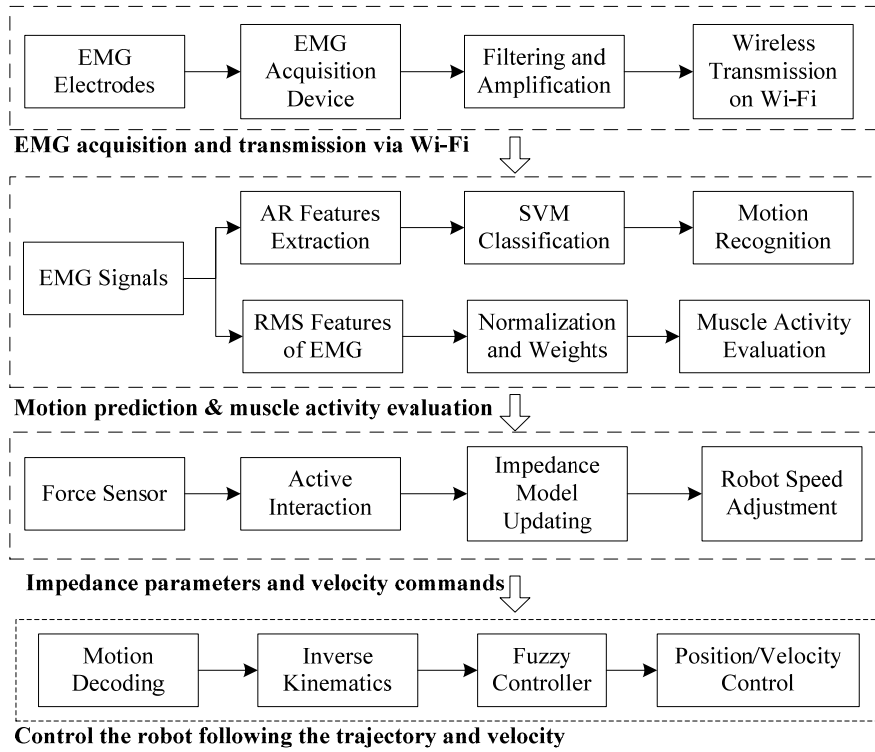 EMG
Electrodes
EMG
Acquisition
Device
Filtering and
Amplification
Wireless
Transmission
on Wi-Fi
EMG acquisition and transmission via Wi-Fi
EMG Signals
AR Features
Extraction
SVM
Classification
Motion
Recognition
RMS Features
of EMG
Normalization
and Weights
Muscle Activity
Evaluation
Motion prediction & muscle activity evaluation
Force Sensor
Active
Interaction
Impedance
Model
Updating
Robot Speed
Adjustment
Impedance parameters and velocity commands
Motion
Decoding
Inverse
Kinematics
Fuzzy
Controller
Position/Velocity
Control
Control the robot following the trajectory and velocity